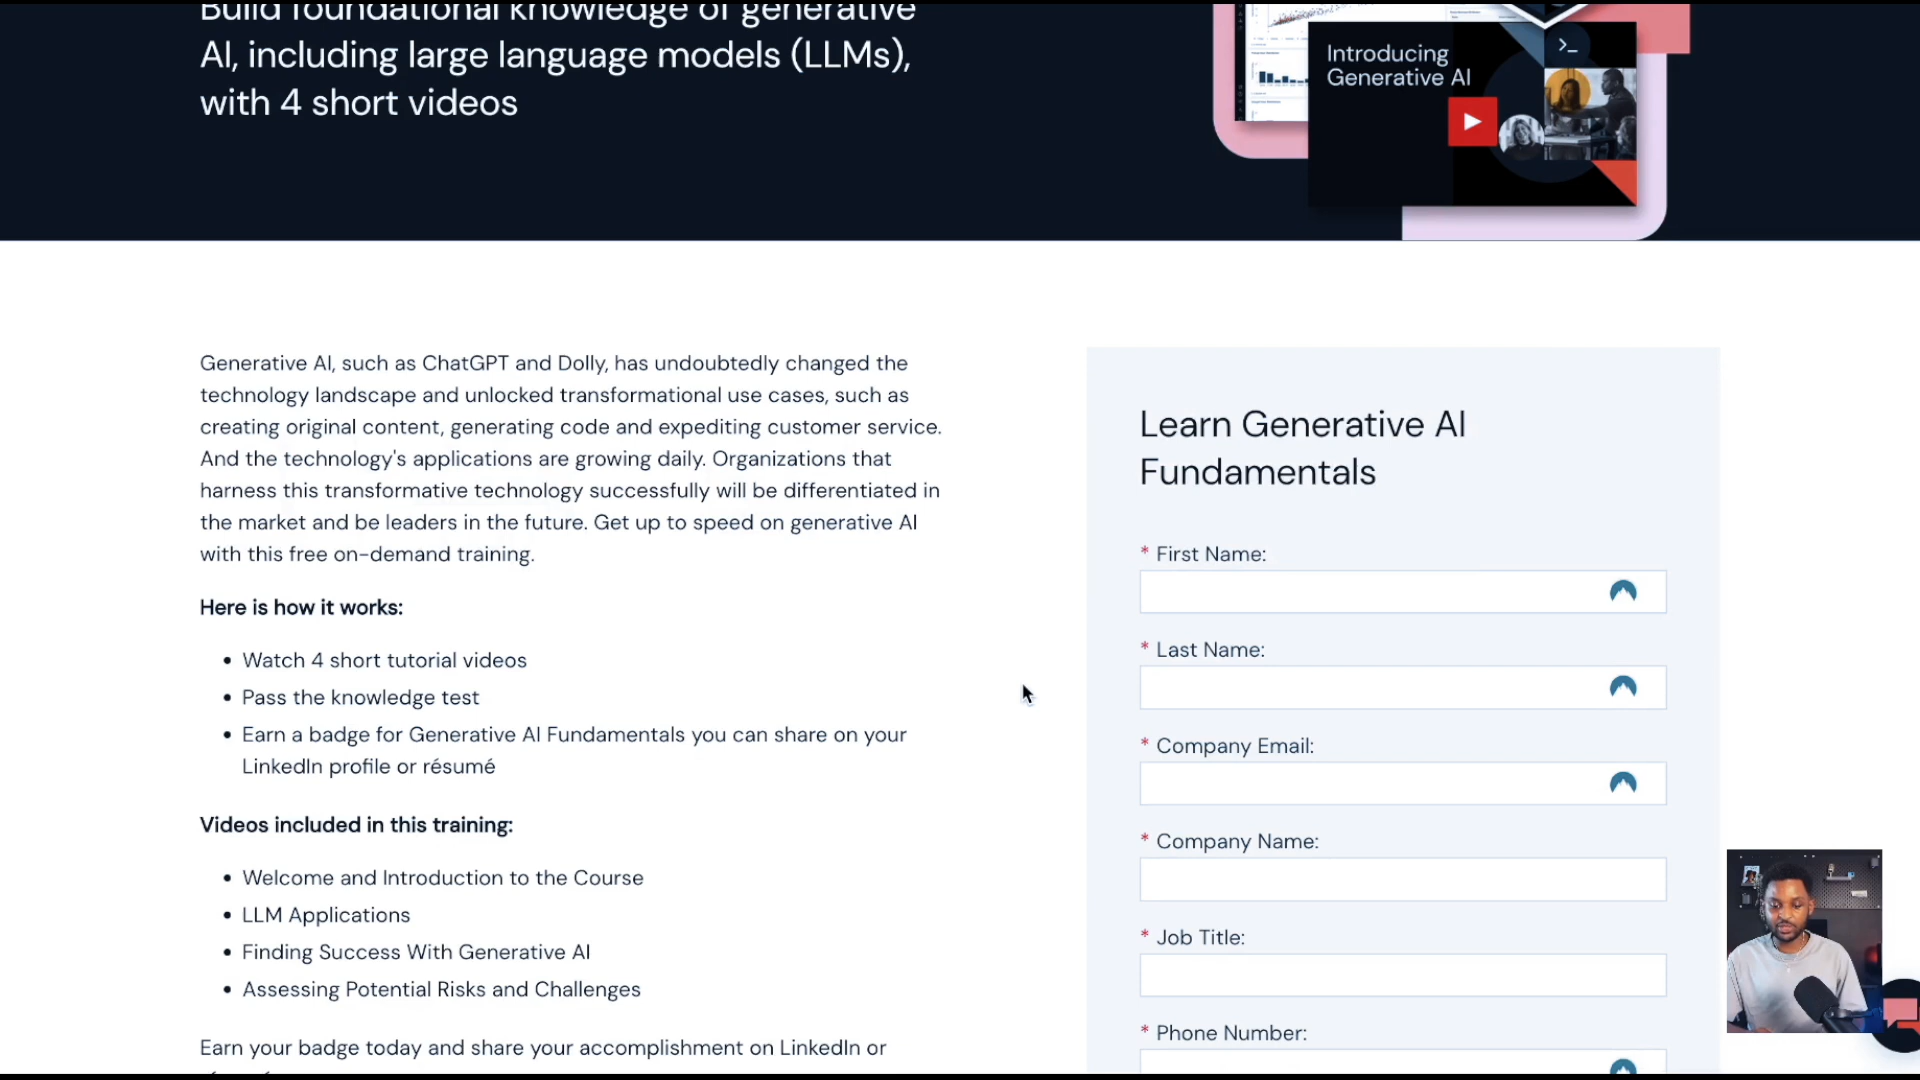 Build foundational knowledge of generative
AI, including large language models (LLMs),
with 4 short videos
Introducing
Generative AI
Generative AI, such as ChatGPT and Dolly, has undoubtedly changed the
technology landscape and unlocked transformational use cases, such as
creating original content, generating code and expediting customer service.
And the technology's applications are growing daily. Organizations that
harness this transformative technology successfully will be differentiated in
the market and be leaders in the future. Get up to speed on generative AI
with this free on-demand training.
Here is how it works:
• Watch 4 short tutorial videos
• Pass the knowledge test
• Earn a badge for Generative AI Fundamentals you can share on your
LinkedIn profile or résumé
Videos included in this training:
• Welcome and Introduction to the Course
• LLM Applications
• Finding Success With Generative AI
• Assessing Potential Risks and Challenges
Earn your badge today and share your accomplishment on LinkedIn or
Learn Generative AI
Fundamentals
* First Name:
* Last Name:
* Company Email:
* Company Name:
* Job Title:
* Phone Number: